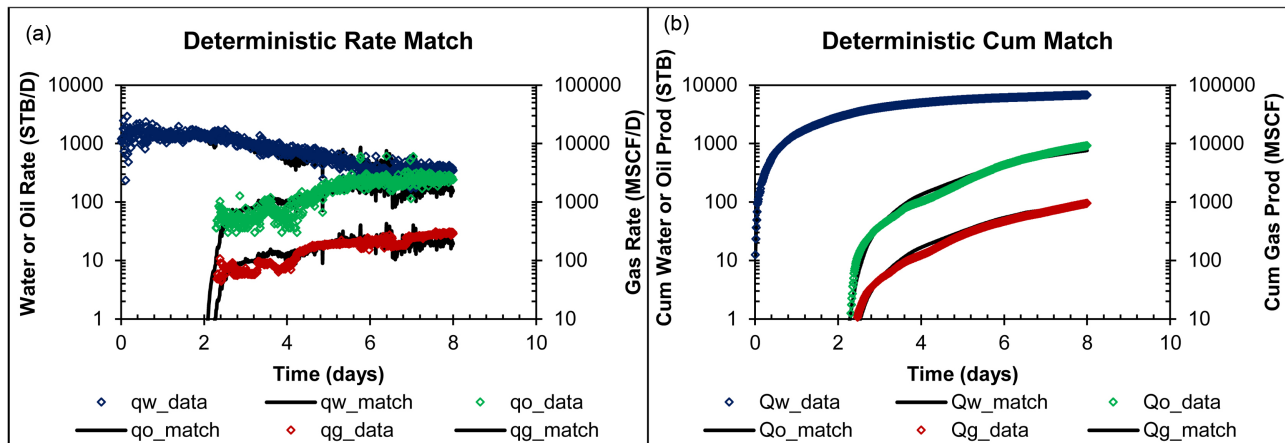 (a)
Deterministic Rate Match
Water or Oil Rate (STB/D)
10000
1000
100
10
1
100000
10000
1000
100
10
Gas Rate (MSCF/D)
0 2 4 6 8 10
Time (days)
qw_data qw_match qo_data
qo_match qg_data qg_match
(b)
Deterministic Cum Match
Cum Water or Oil Prod (STB)
10000
1000
100
10
1
100000
10000
1000
100
10
Cum Gas Prod (MSCF)
0 2 4 6 8 10
Time (days)
Qw_data Qw_match Qo_data
Qo_match Qg_data Qg_match